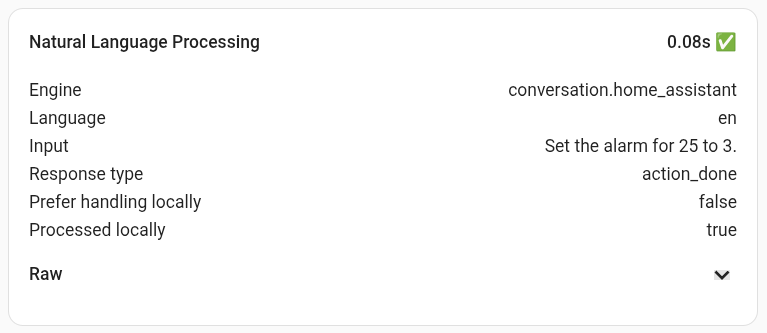 Natural Language Processing 0.08s ✅
Engine conversation.home_assistant
Language en
Input Set the alarm for 25 to 3.
Response type action_done
Prefer handling locally false
Processed locally true
Raw